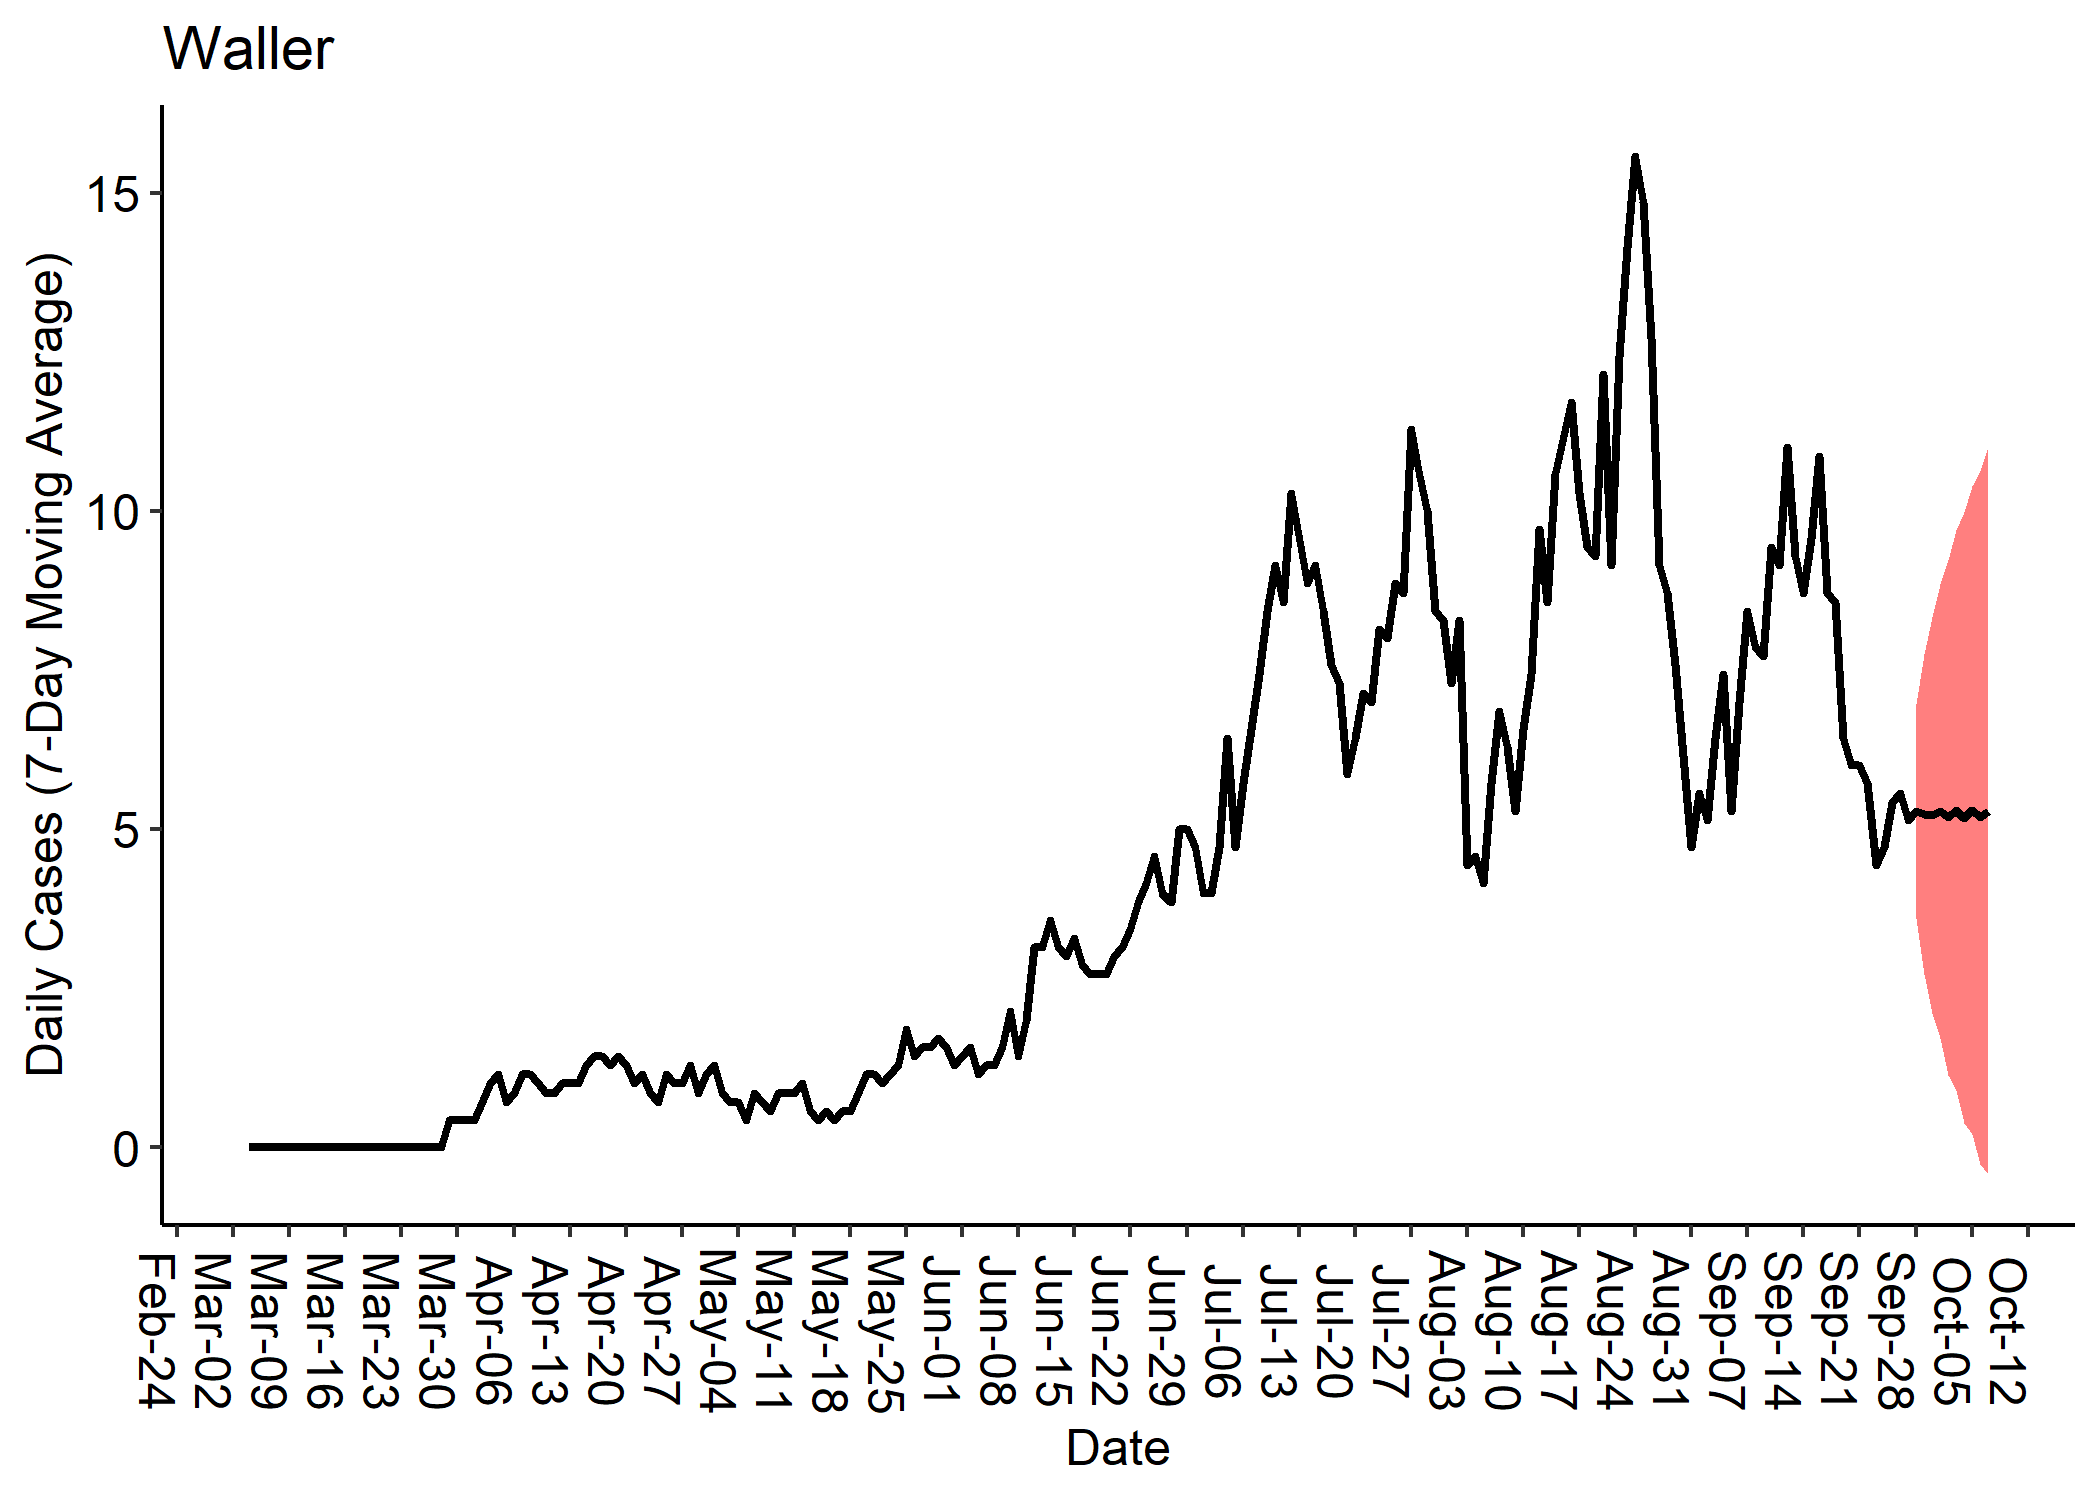 Waller
Daily Cases (7-Day Moving Average)
15
10
5
0
Feb-24
Mar-02
Mar-09
Mar-16
Mar-23
Mar-30
Apr-06
Apr-13
Apr-20
Apr-27
May-04
May-11
May-18
May-25
Jun-01
Jun-08
Jun-15
Jun-22
Jun-29
Jul-06
Jul-13
Jul-20
Jul-27
Aug-03
Aug-10
Aug-17
Aug-24
Aug-31
Sep-07
Sep-14
Sep-21
Sep-28
Oct-05
Oct-12
Date